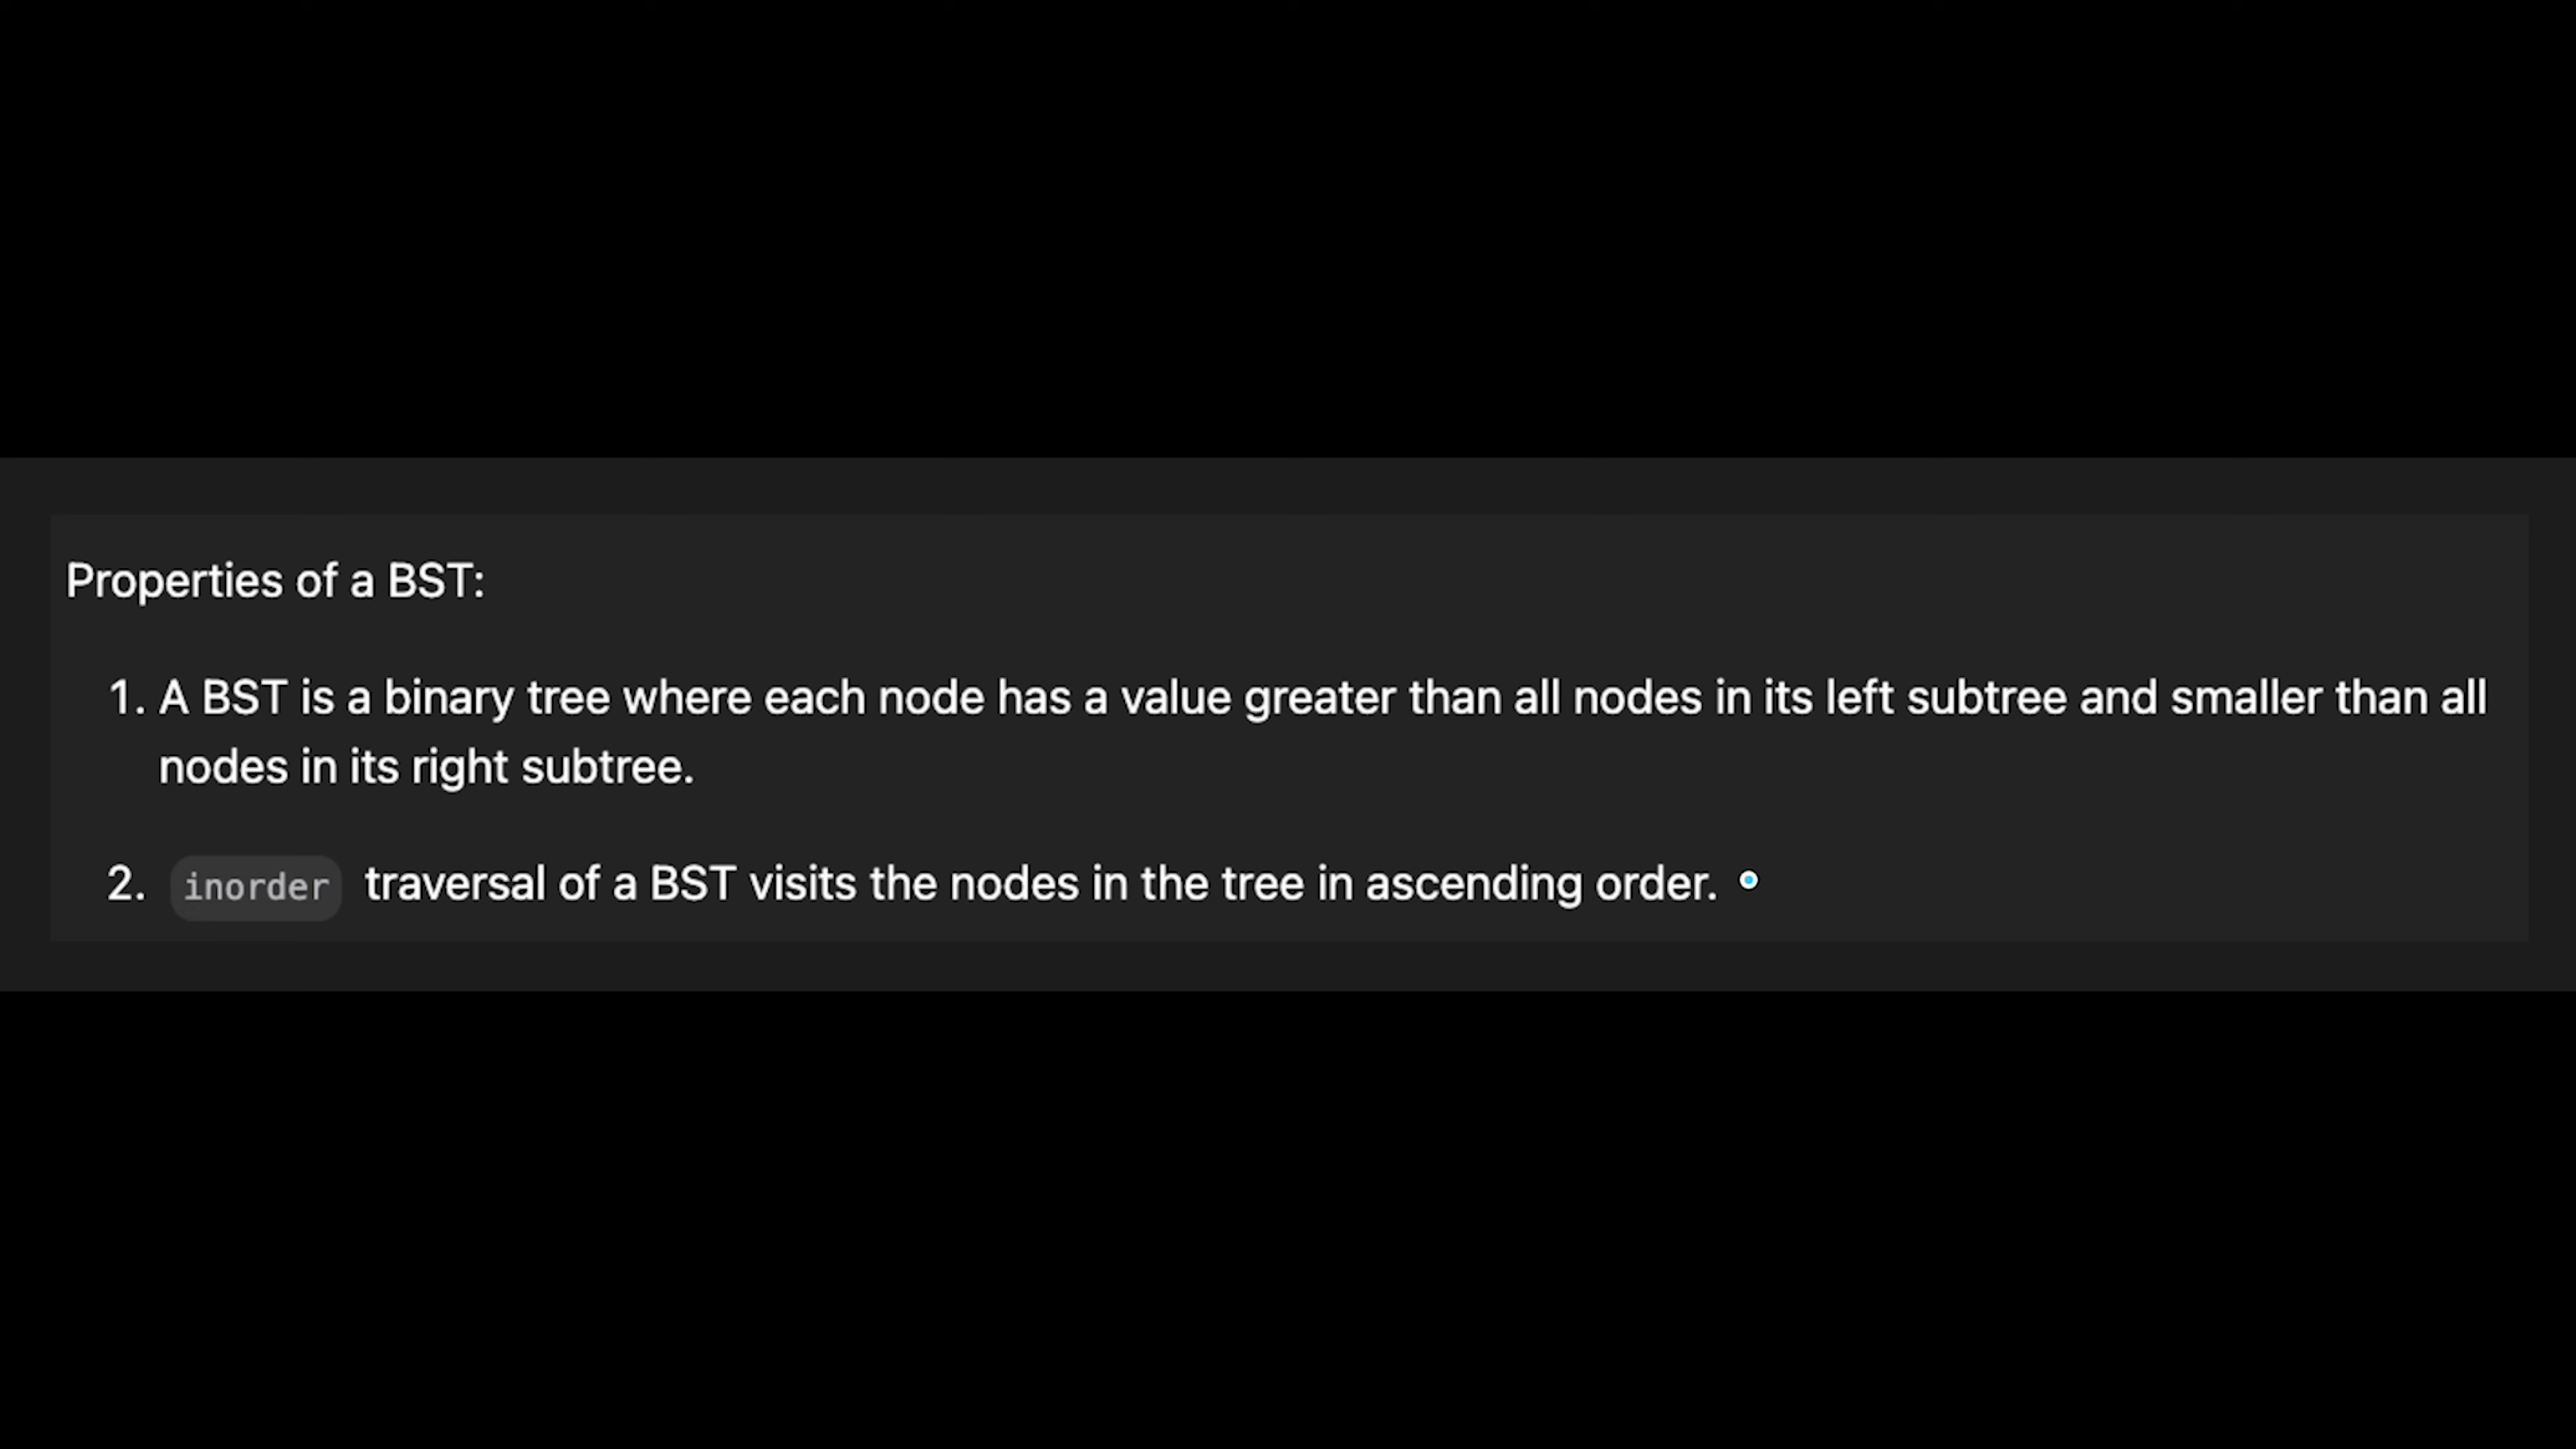 Properties of a BST:
1. A BST is a binary tree where each node has a value greater than all nodes in its left subtree and smaller than all
nodes in its right subtree.
2. inorder traversal of a BST visits the nodes in the tree in ascending order.